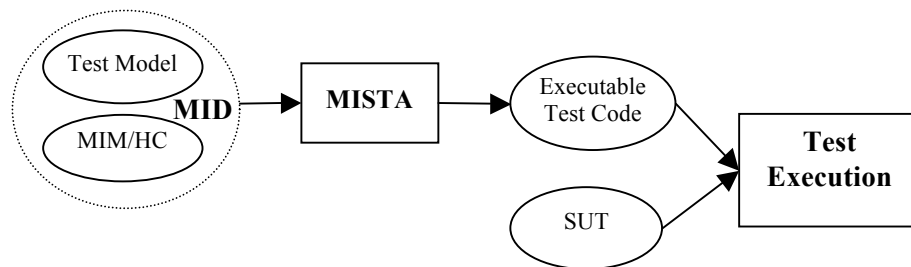 Test Model
MID
MIM/HC
MISTA
Executable
Test Code
SUT
Test
Execution